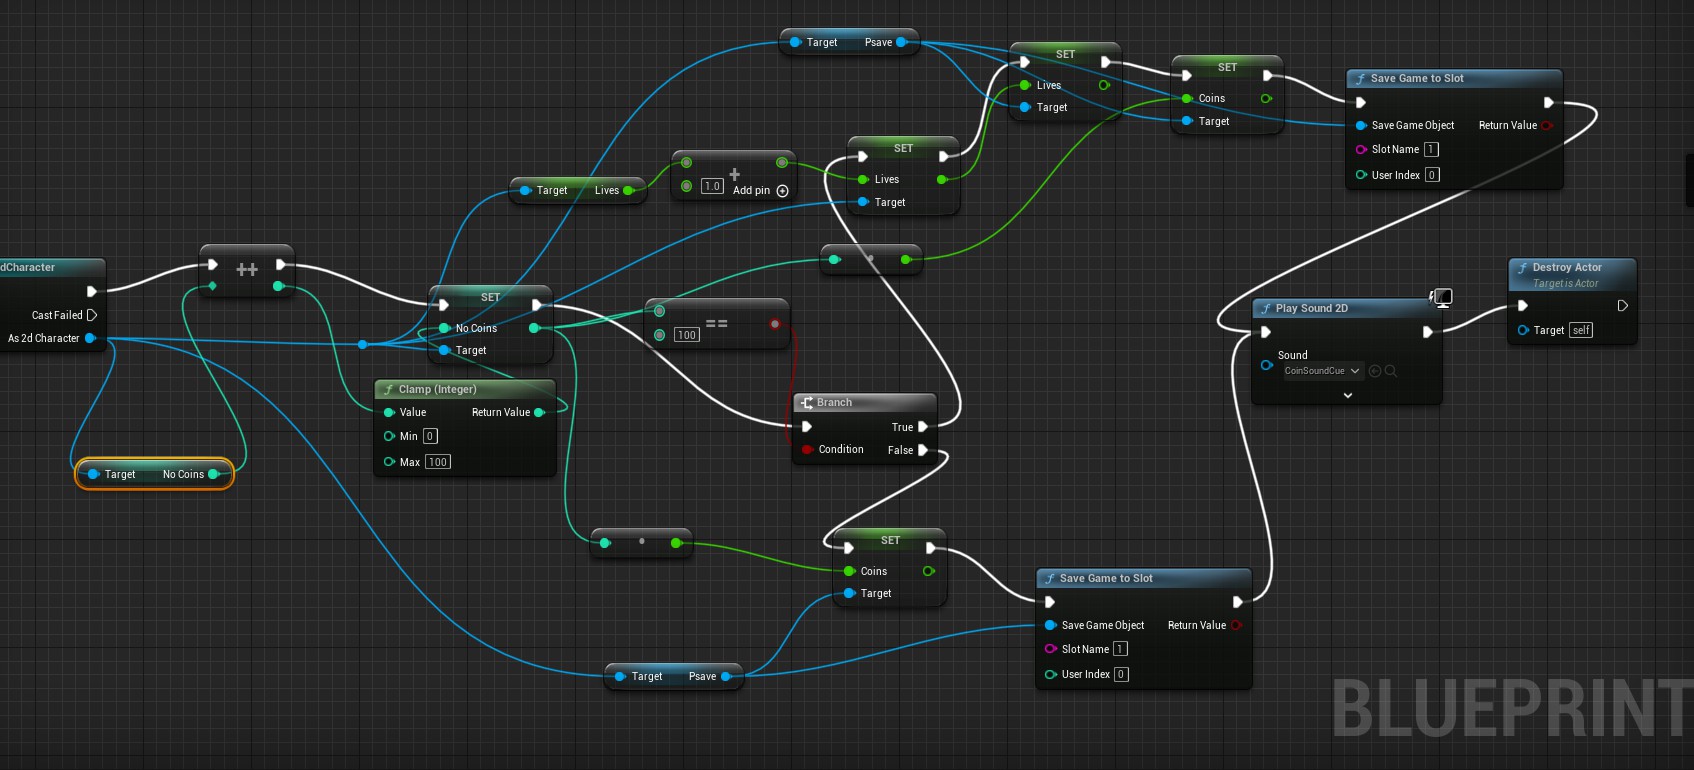 Target Psave
SET
Lives
Target
SET
Coins
Target
Save Game to Slot
Save Game Object Return Value
Slot Name 1
User Index 0
SET
Lives
Target
Target Lives
+
1.0 Add pin
dCharacter
Cast Failed
As 2d Character
++
SET
No Coins
Target
==
100
Clamp (Integer)
Value Return Value
Min 0
Max 100
Target No Coins
Branch
True
Condition False
Play Sound 2D
Sound
CoinSoundCue
Destroy Actor
Target is Actor
Target self
SET
Coins
Target
Save Game to Slot
Save Game Object Return Value
Slot Name 1
User Index 0
Target Psave
BLUEPRINT